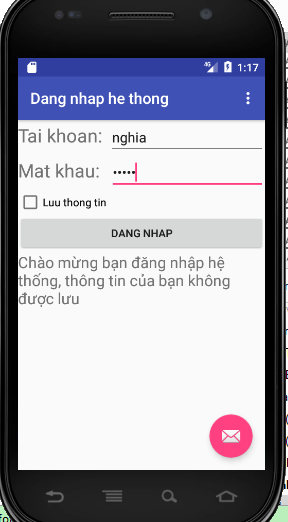 4G 1:17
Dang nhap he thong
Tai khoan: nghia
Mat khau: •••••
Luu thong tin
DANG NHAP
Chào mừng bạn đăng nhập hệ
thống, thông tin của bạn không
được lưu